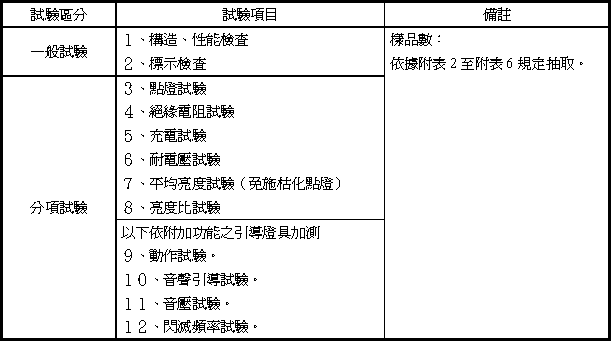 試驗區分 試驗項目 備註
一般試驗
１、構造、性能檢查
２、標示檢查
樣品數：
依據附表２至附表６規定抽取。
分項試驗
３、點燈試驗
４、絕緣電阻試驗
５、充電試驗
６、耐電壓試驗
７、平均亮度試驗（免施枯化點燈）
８、亮度比試驗
以下依附加功能之引導燈具加測
９、動作試驗。
１０、音聲引導試驗。
１１、音壓試驗。
１２、閃滅頻率試驗。